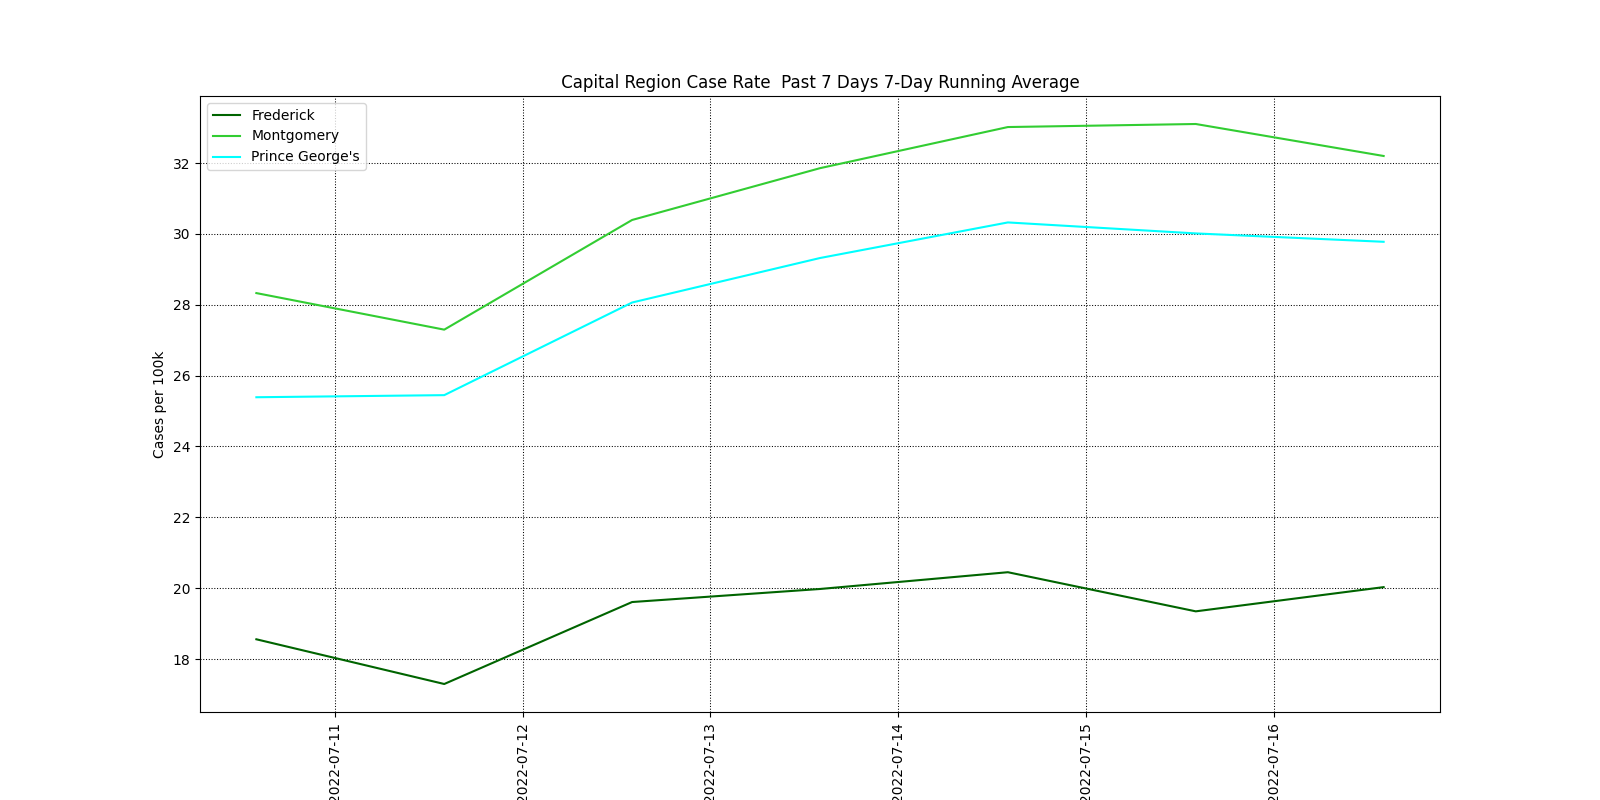 Capital Region Case Rate  Past 7 Days 7-Day Running Average
Frederick
Montgomery
Prince George's
Cases per 100k
32
30
28
26
24
22
20
18
2022-07-11
2022-07-12
2022-07-13
2022-07-14
2022-07-15
2022-07-16